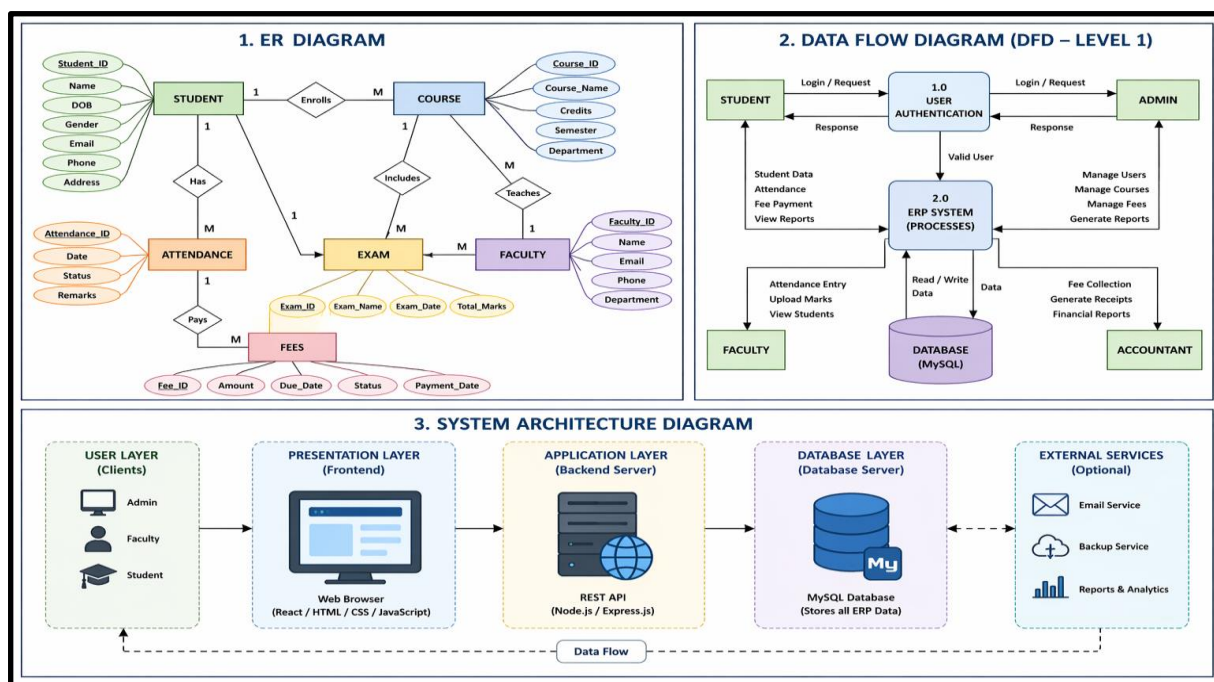 1. ER DIAGRAM
Student_ID
Name
DOB
Gender
Email
Phone
Address
STUDENT
1
Enrolls
M
COURSE
Course_ID
Course_Name
Credits
Semester
Department
1
Has
M
1
1
Includes
M
M
Teaches
1
Attendance_ID
Date
Status
Remarks
ATTENDANCE
EXAM
M
FACULTY
Faculty_ID
Name
Email
Phone
Department
1
Pays
M
Exam_ID
Exam_Name
Exam_Date
Total_Marks
FEES
Fee_ID
Amount
Due_Date
Status
Payment_Date
2. DATA FLOW DIAGRAM (DFD – LEVEL 1)
STUDENT
Login / Request
Response
1.0
USER
AUTHENTICATION
Login / Request
Response
ADMIN
Valid User
Student Data
Attendance
Fee Payment
View Reports
2.0
ERP SYSTEM
(PROCESSES)
Manage Users
Manage Courses
Manage Fees
Generate Reports
Attendance Entry
Upload Marks
View Students
Read / Write
Data
Data
Fee Collection
Generate Receipts
Financial Reports
FACULTY
DATABASE
(MySQL)
ACCOUNTANT
3. SYSTEM ARCHITECTURE DIAGRAM
USER LAYER
(Clients)
Admin
Faculty
Student
PRESENTATION LAYER
(Frontend)
Web Browser
(React / HTML / CSS / JavaScript)
APPLICATION LAYER
(Backend Server)
REST API
(Node.js / Express.js)
DATABASE LAYER
(Database Server)
My
MySQL Database
(Stores all ERP Data)
EXTERNAL SERVICES
(Optional)
Email Service
Backup Service
Reports & Analytics
Data Flow